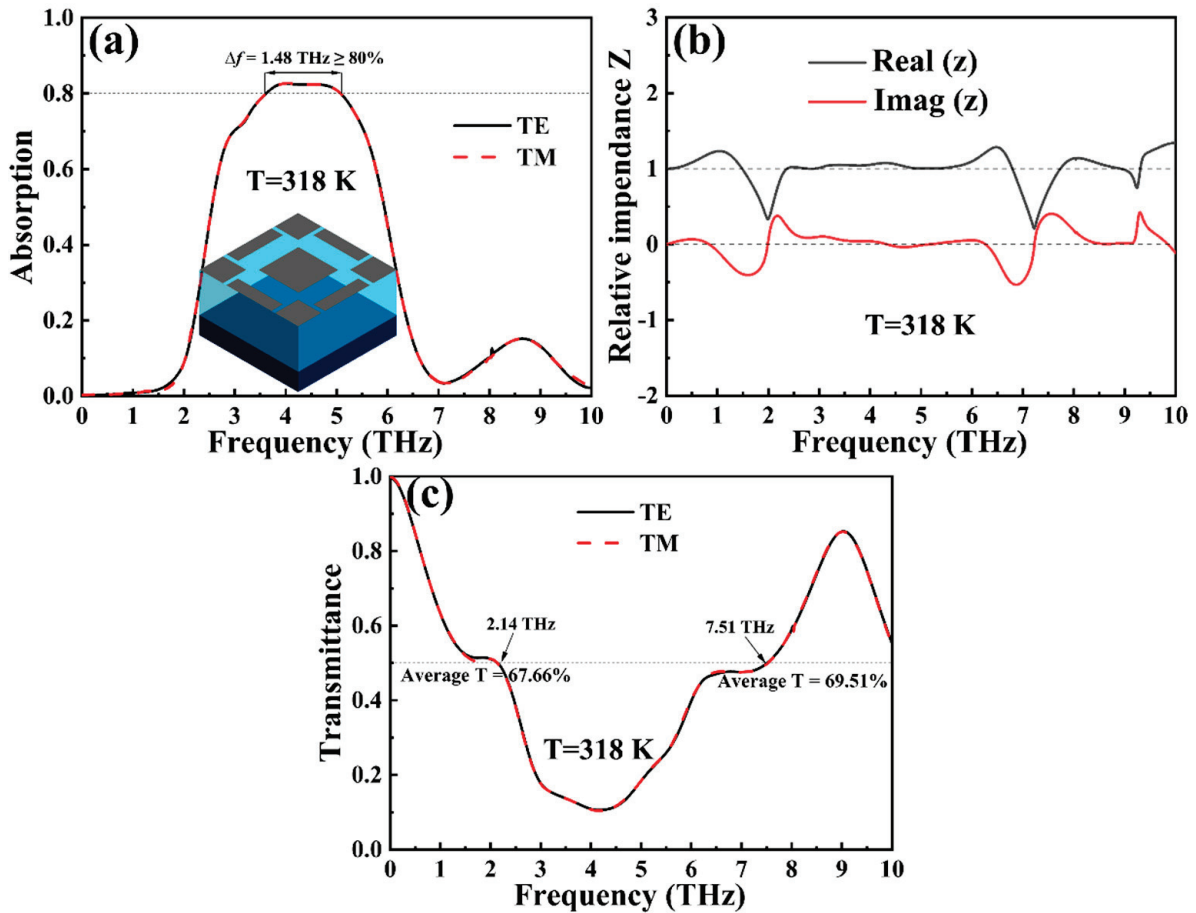 (a)
Δf = 1.48 THz ≥ 80%
TE
TM
T=318 K
Absorption
1.0
0.8
0.6
0.4
0.2
0.0
0 1 2 3 4 5 6 7 8 9 10
Frequency (THz)
(b)
Real (z)
Imag (z)
T=318 K
Relative impendance Z
3
2
1
0
-1
-2
0 1 2 3 4 5 6 7 8 9 10
Frequency (THz)
(c)
TE
TM
2.14 THz
7.51 THz
Average T = 67.66%
Average T = 69.51%
T=318 K
Transmittance
1.0
0.8
0.6
0.4
0.2
0.0
0 1 2 3 4 5 6 7 8 9 10
Frequency (THz)